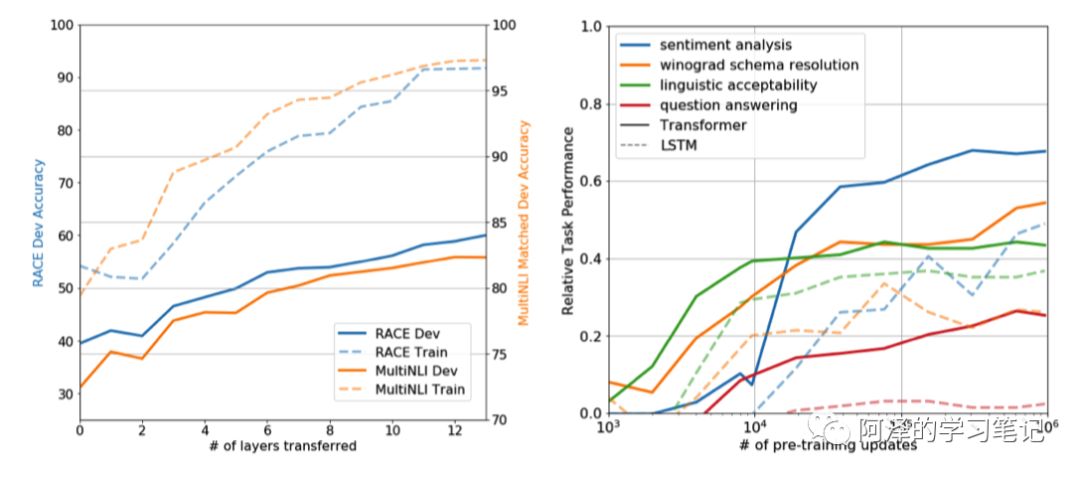 100
90
80
70
60
50
40
30
RACE Dev Accuracy
0 2 4 6 8 10 12
# of layers transferred
100
95
90
85
80
75
70
MultiNLI Matched Dev Accuracy
RACE Dev
RACE Train
MultiNLI Dev
MultiNLI Train
1.0
0.8
0.6
0.4
0.2
0.0
Relative Task Performance
sentiment analysis
winograd schema resolution
linguistic acceptability
question answering
Transformer
LSTM
10³ 10⁴ 10⁶
# of pre-training updates
阿泽的学习笔记